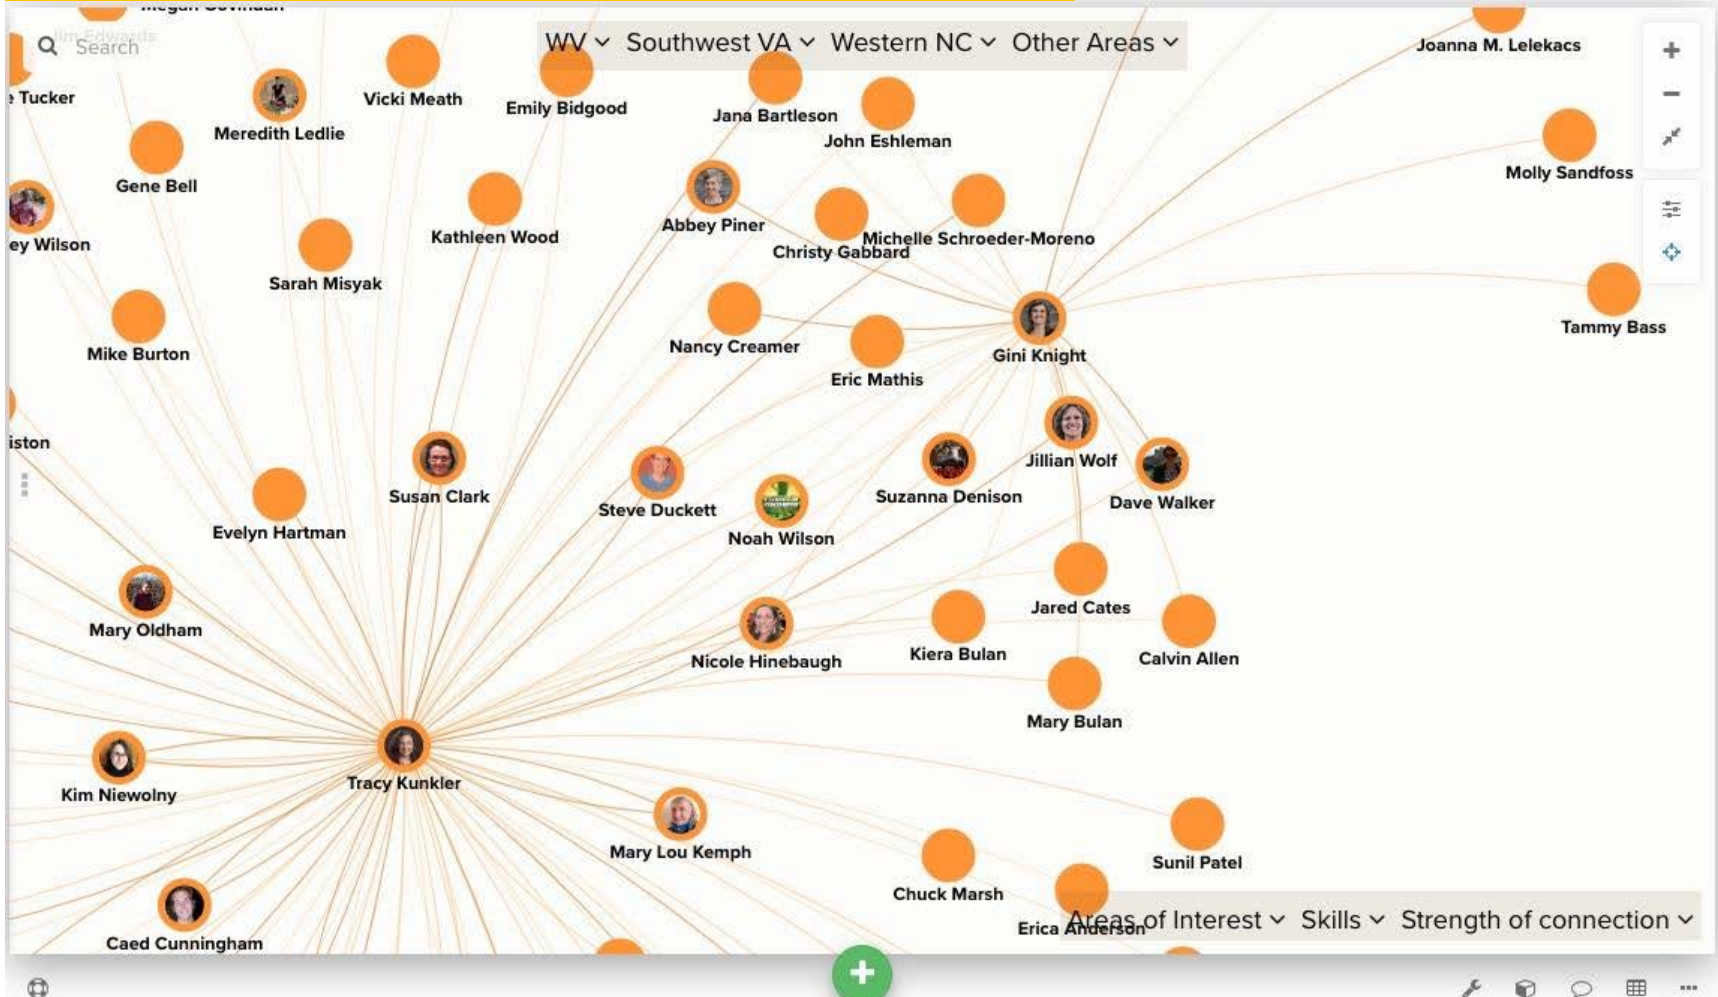 Megan Govindan
Jim Edwards
Search
WV Southwest VA Western NC Other Areas
Joanna M. Lelekacs
Tucker
Vicki Meath
Emily Bidgood
Jana Bartleson
Meredith Ledlie
John Eshleman
Molly Sandfoss
Gene Bell
Abbey Piner
Kathleen Wood
Michelle Schroeder-Moreno
ey Wilson
Christy Gabbard
Sarah Misyak
Tammy Bass
Nancy Creamer
Mike Burton
Gini Knight
Eric Mathis
iston
Jillian Wolf
Susan Clark
Suzanna Denison
Dave Walker
Steve Duckett
Evelyn Hartman
Noah Wilson
Jared Cates
Mary Oldham
Kiera Bulan
Calvin Allen
Nicole Hinebaugh
Mary Bulan
Tracy Kunkler
Kim Niewolny
Mary Lou Kemph
Sunil Patel
Chuck Marsh
Erica Anderson
Areas of Interest Skills Strength of connection
Caed Cunningham